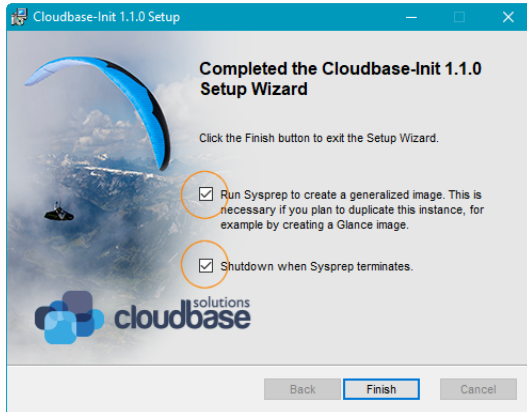 Cloudbase-Init 1.1.0 Setup
Completed the Cloudbase-Init 1.1.0
Setup Wizard
Click the Finish button to exit the Setup Wizard.
Run Sysprep to create a generalized image. This is
necessary if you plan to duplicate this instance, for
example by creating a Glance image.
Shutdown when Sysprep terminates.
solutions
cloudbase
Back Finish Cancel